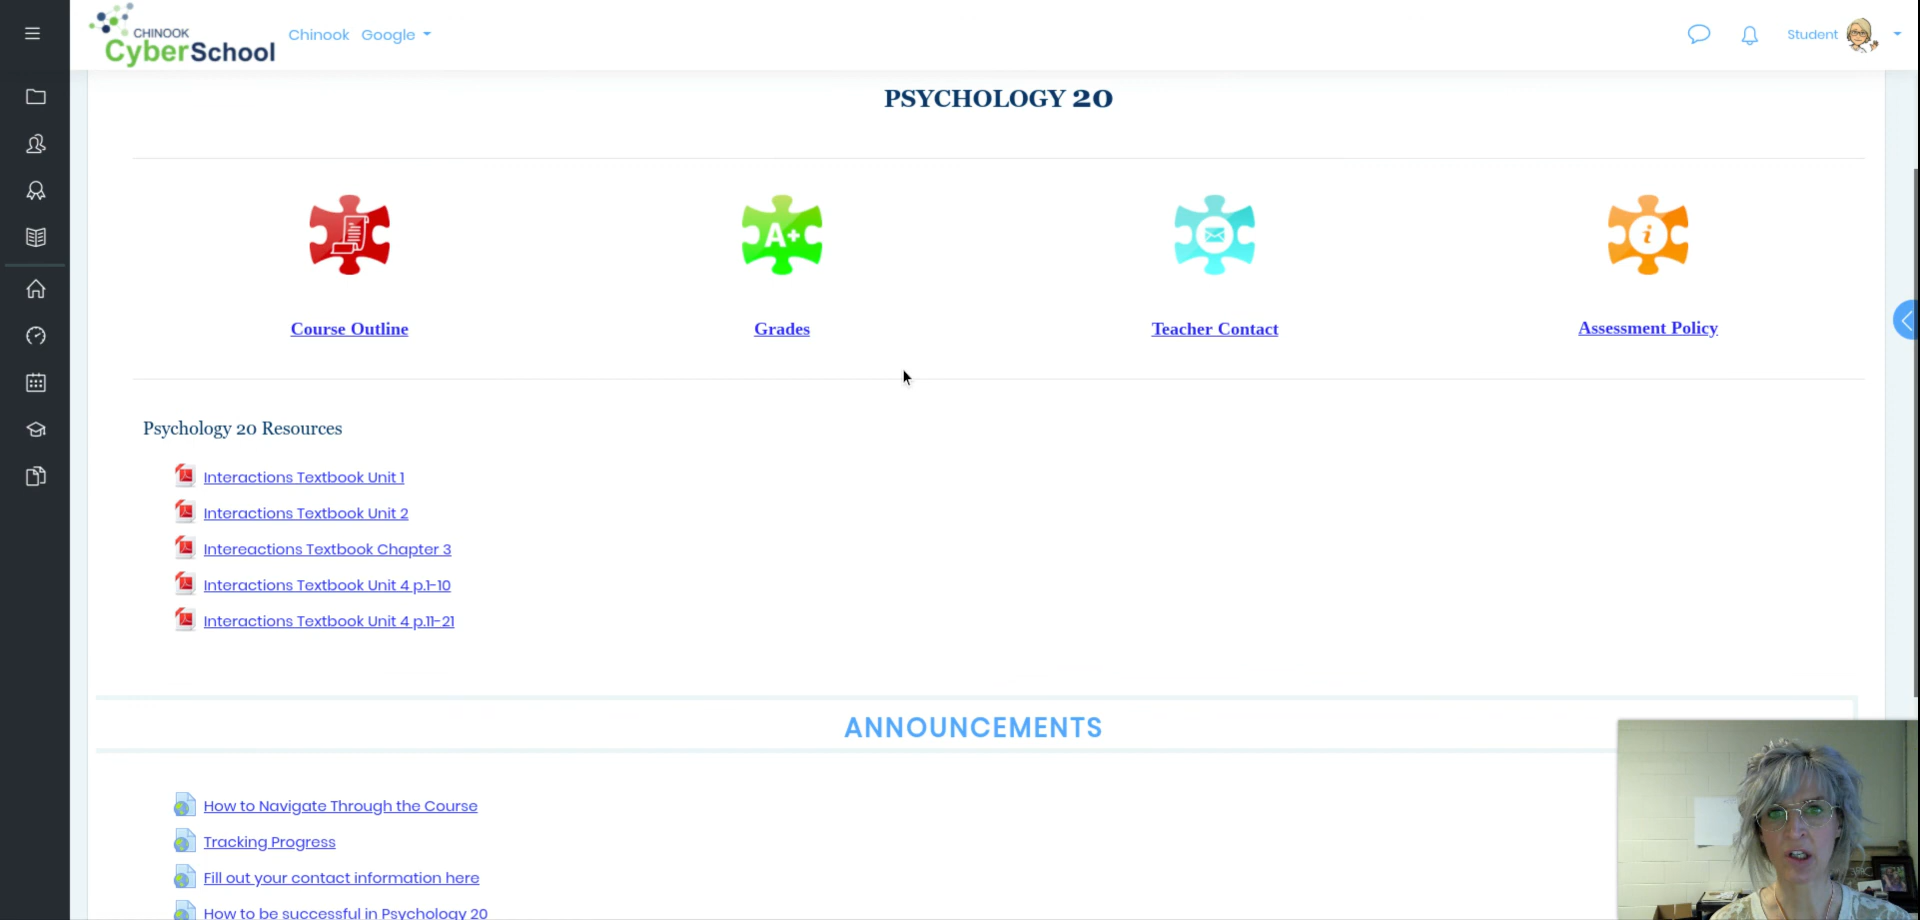 CHINOOK
CyberSchool
Chinook Google
Student
PSYCHOLOGY 20
A+
i
Course Outline
Grades
Teacher Contact
Assessment Policy
Psychology 20 Resources
Interactions Textbook Unit 1
Interactions Textbook Unit 2
Intereactions Textbook Chapter 3
Interactions Textbook Unit 4 p.1-10
Interactions Textbook Unit 4 p.11-21
ANNOUNCEMENTS
How to Navigate Through the Course
Tracking Progress
Fill out your contact information here
How to be successful in Psychology 20